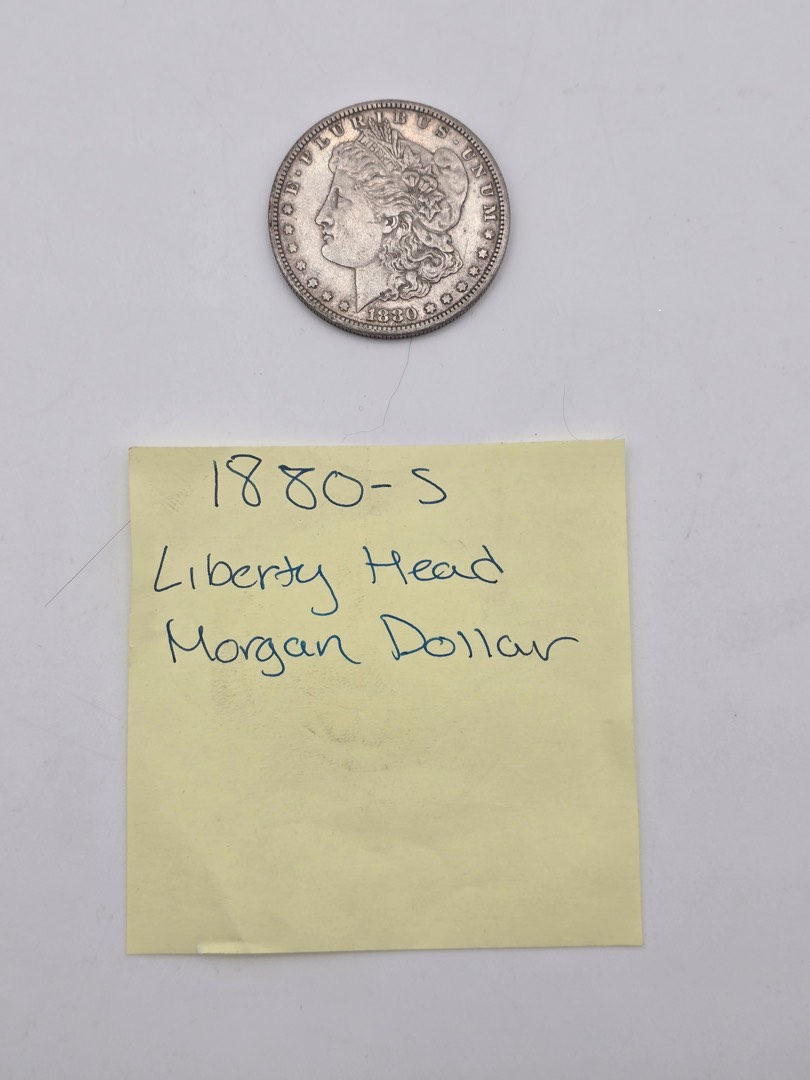 E·PLURIBUS·UNUM
1880
1880-S
Liberty Head
Morgan Dollar